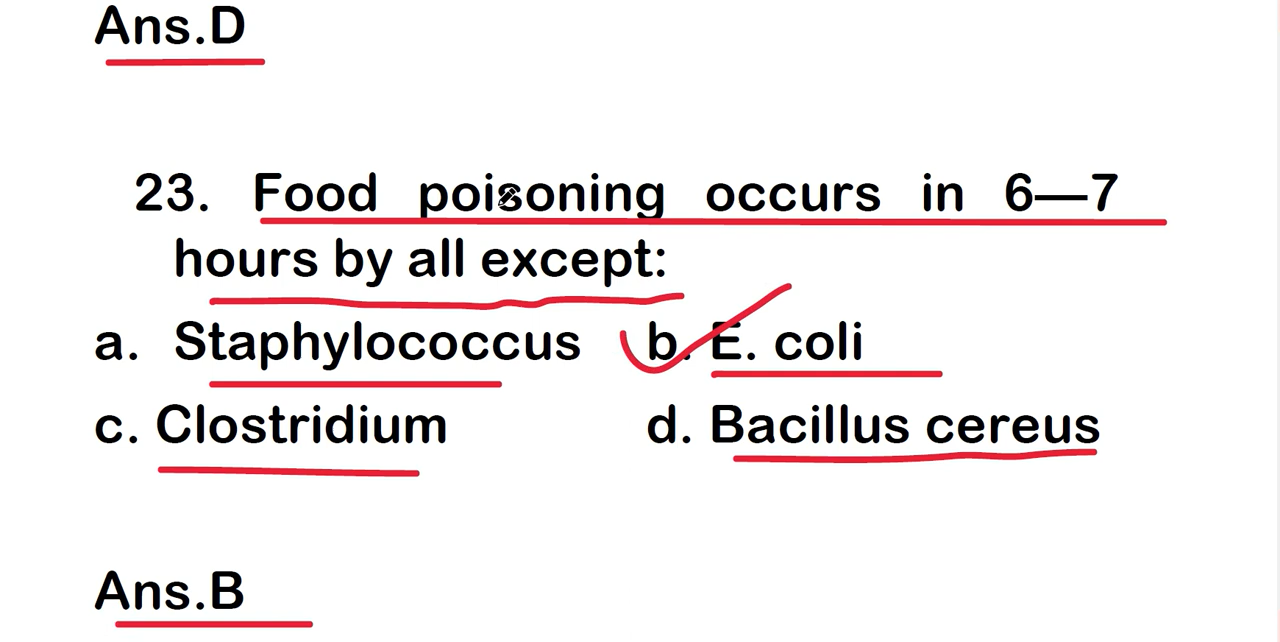 Ans.D
23. Food poisoning occurs in 6—7
hours by all except:
a. Staphylococcus b. E. coli
c. Clostridium d. Bacillus cereus
Ans.B